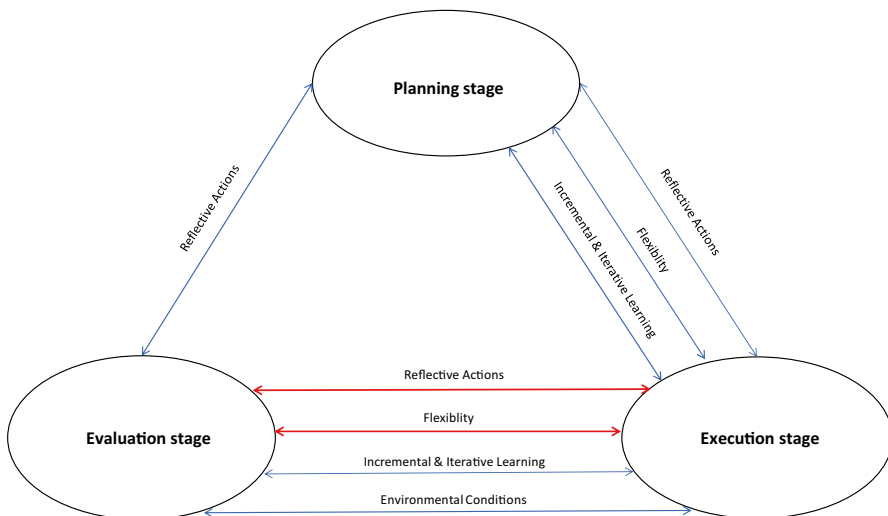 Planning stage
Reflective Actions
Incremental & Iterative Learning
Flexiblity
Reflective Actions
Reflective Actions
Evaluation stage
Flexiblity
Execution stage
Incremental & Iterative Learning
Environmental Conditions